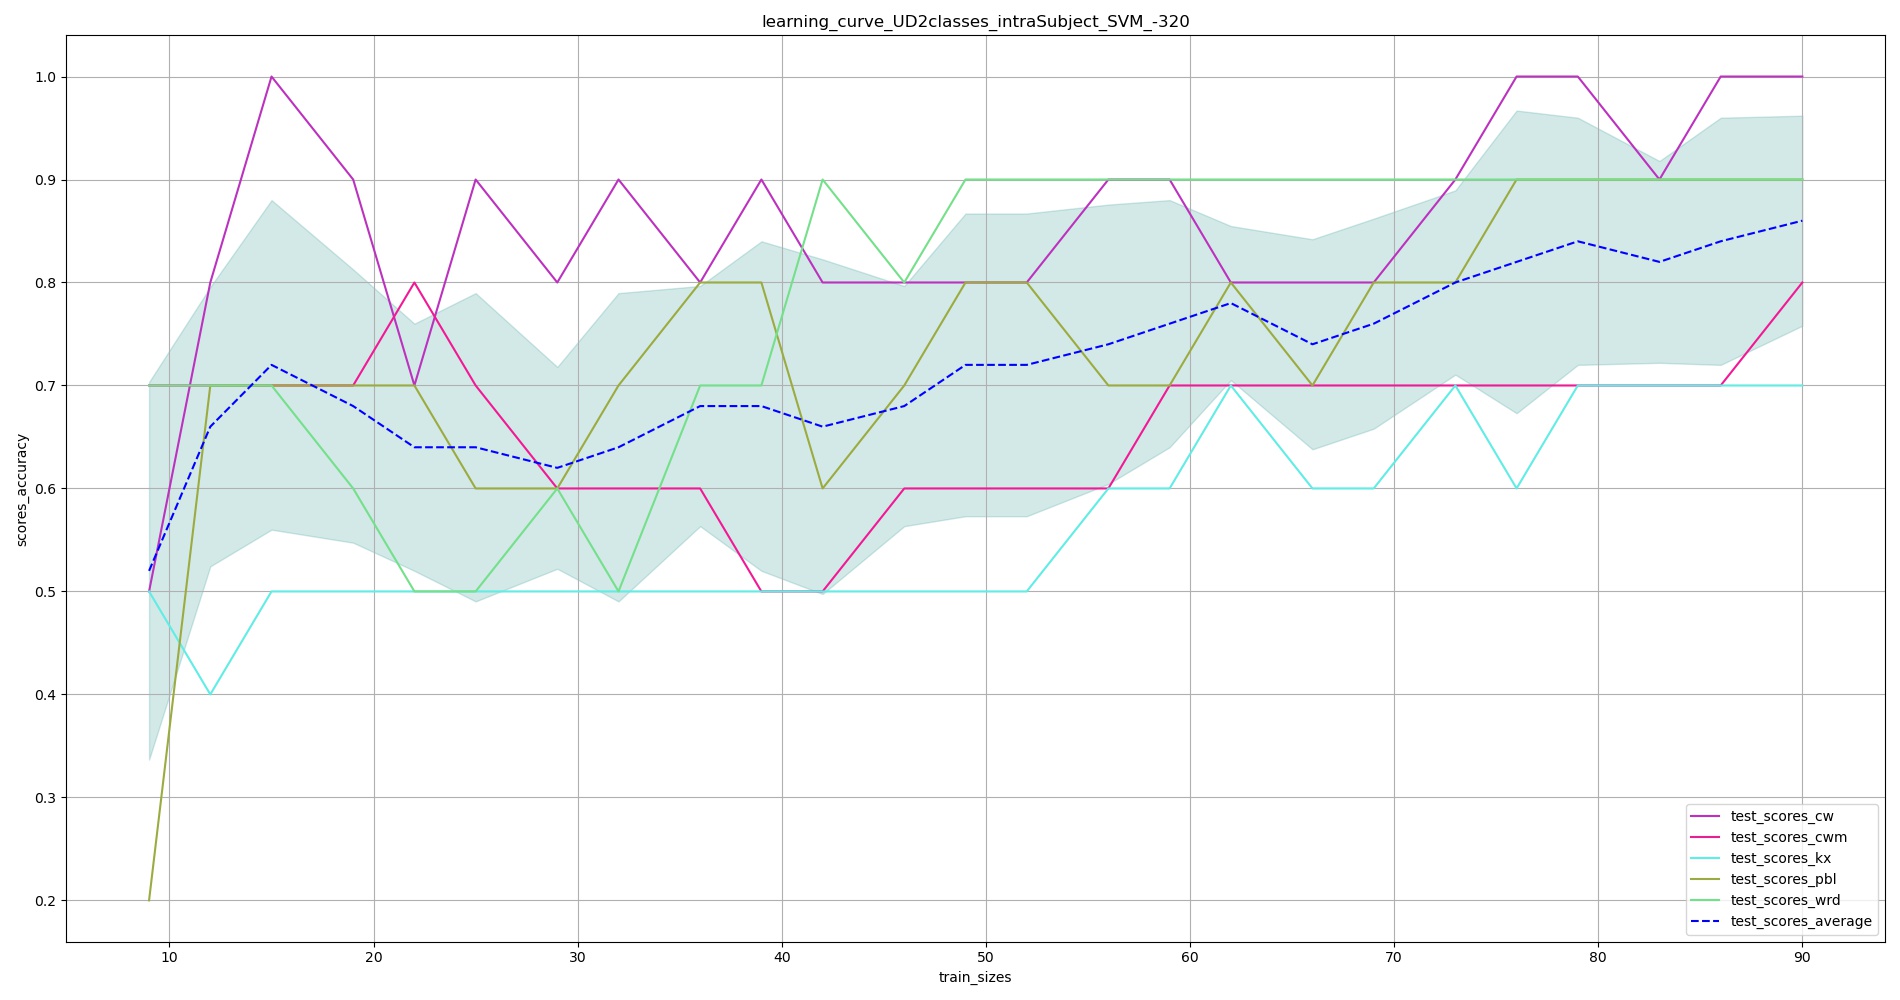 learning_curve_UD2classes_intraSubject_SVM_-320
scores_accuracy
1.0
0.9
0.8
0.7
0.6
0.5
0.4
0.3
0.2
test_scores_cw
test_scores_cwm
test_scores_kx
test_scores_pbl
test_scores_wrd
test_scores_average
10 20 30 40 50 60 70 80 90
train_sizes